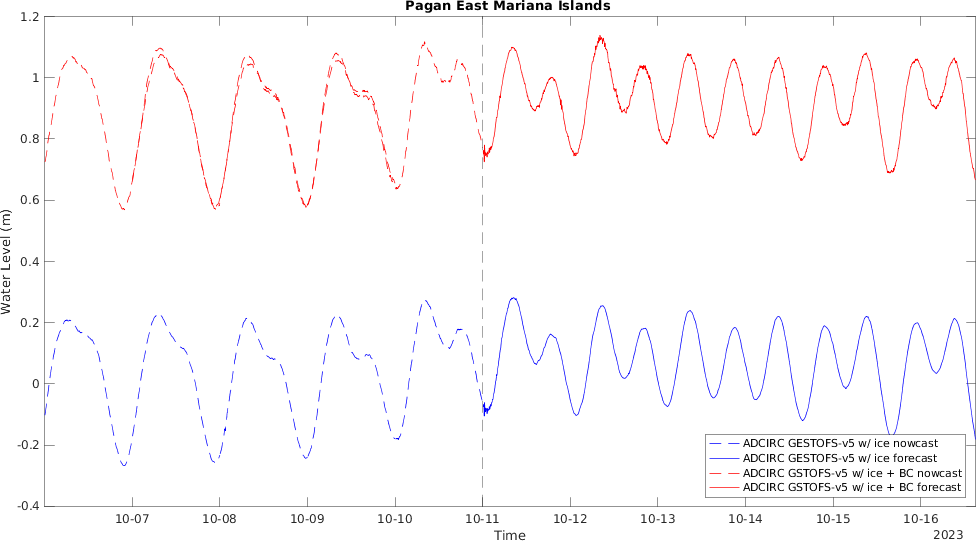 Pagan East Mariana Islands
1.2
1
0.8
0.6
0.4
0.2
0
-0.2
-0.4
Water Level (m)
ADCIRC GESTOFS-v5 w/ ice nowcast
ADCIRC GESTOFS-v5 w/ ice forecast
ADCIRC GSTOFS-v5 w/ ice + BC nowcast
ADCIRC GSTOFS-v5 w/ ice + BC forecast
10-07 10-08 10-09 10-10 10-11 10-12 10-13 10-14 10-15 10-16
Time
2023